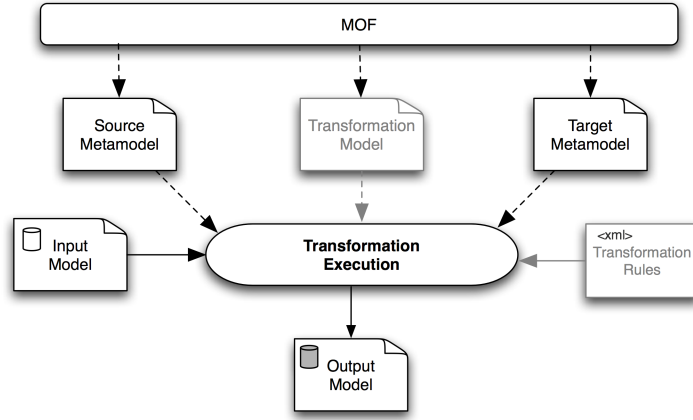 MOF
Source
Metamodel
Transformation
Model
Target
Metamodel
Input
Model
Transformation
Execution
<xml>
Transformation
Rules
Output
Model